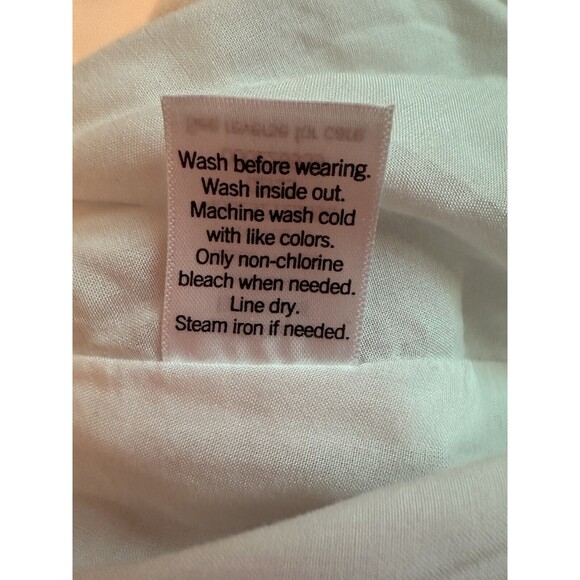 Wash before wearing.
Wash inside out.
Machine wash cold
with like colors.
Only non-chlorine
bleach when needed.
Line dry.
Steam iron if needed.